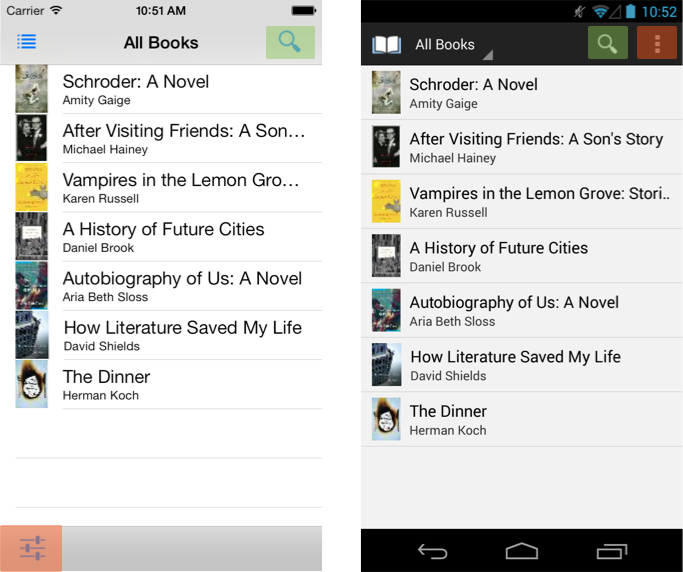 Carrier 10:51 AM
All Books
Schroder: A Novel
Amity Gaige
After Visiting Friends: A Son…
Michael Hainey
Vampires in the Lemon Gro…
Karen Russell
A History of Future Cities
Daniel Brook
Autobiography of Us: A Novel
Aria Beth Sloss
How Literature Saved My Life
David Shields
The Dinner
Herman Koch
10:52
All Books
Schroder: A Novel
Amity Gaige
After Visiting Friends: A Son's Story
Michael Hainey
Vampires in the Lemon Grove: Stori..
Karen Russell
A History of Future Cities
Daniel Brook
Autobiography of Us: A Novel
Aria Beth Sloss
How Literature Saved My Life
David Shields
The Dinner
Herman Koch